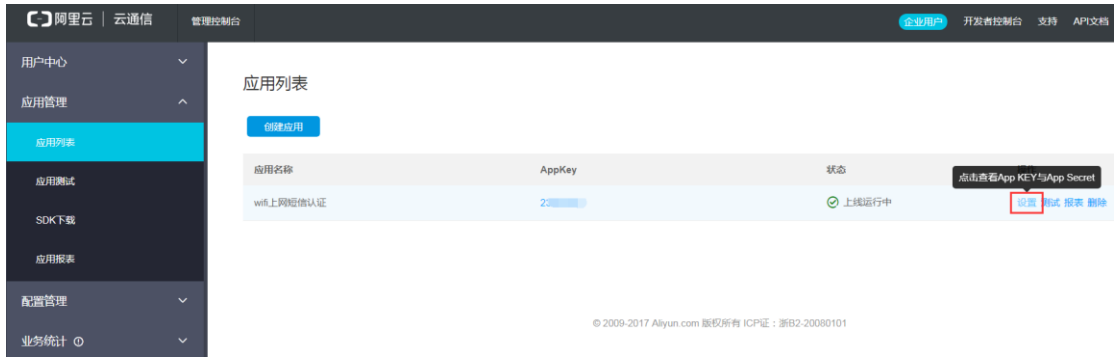 阿里云 | 云通信 管理控制台 企业用户 开发者控制台 支持 API文档
用户中心
应用管理
应用列表
应用测试
SDK下载
应用报表
配置管理
业务统计
应用列表
创建应用
应用名称 AppKey 状态
点击查看App KEY与App Secret
wifi上网短信认证 23 上线运行中 设置 测试 报表 删除
© 2009-2017 Aliyun.com 版权所有 ICP证：浙B2-20080101